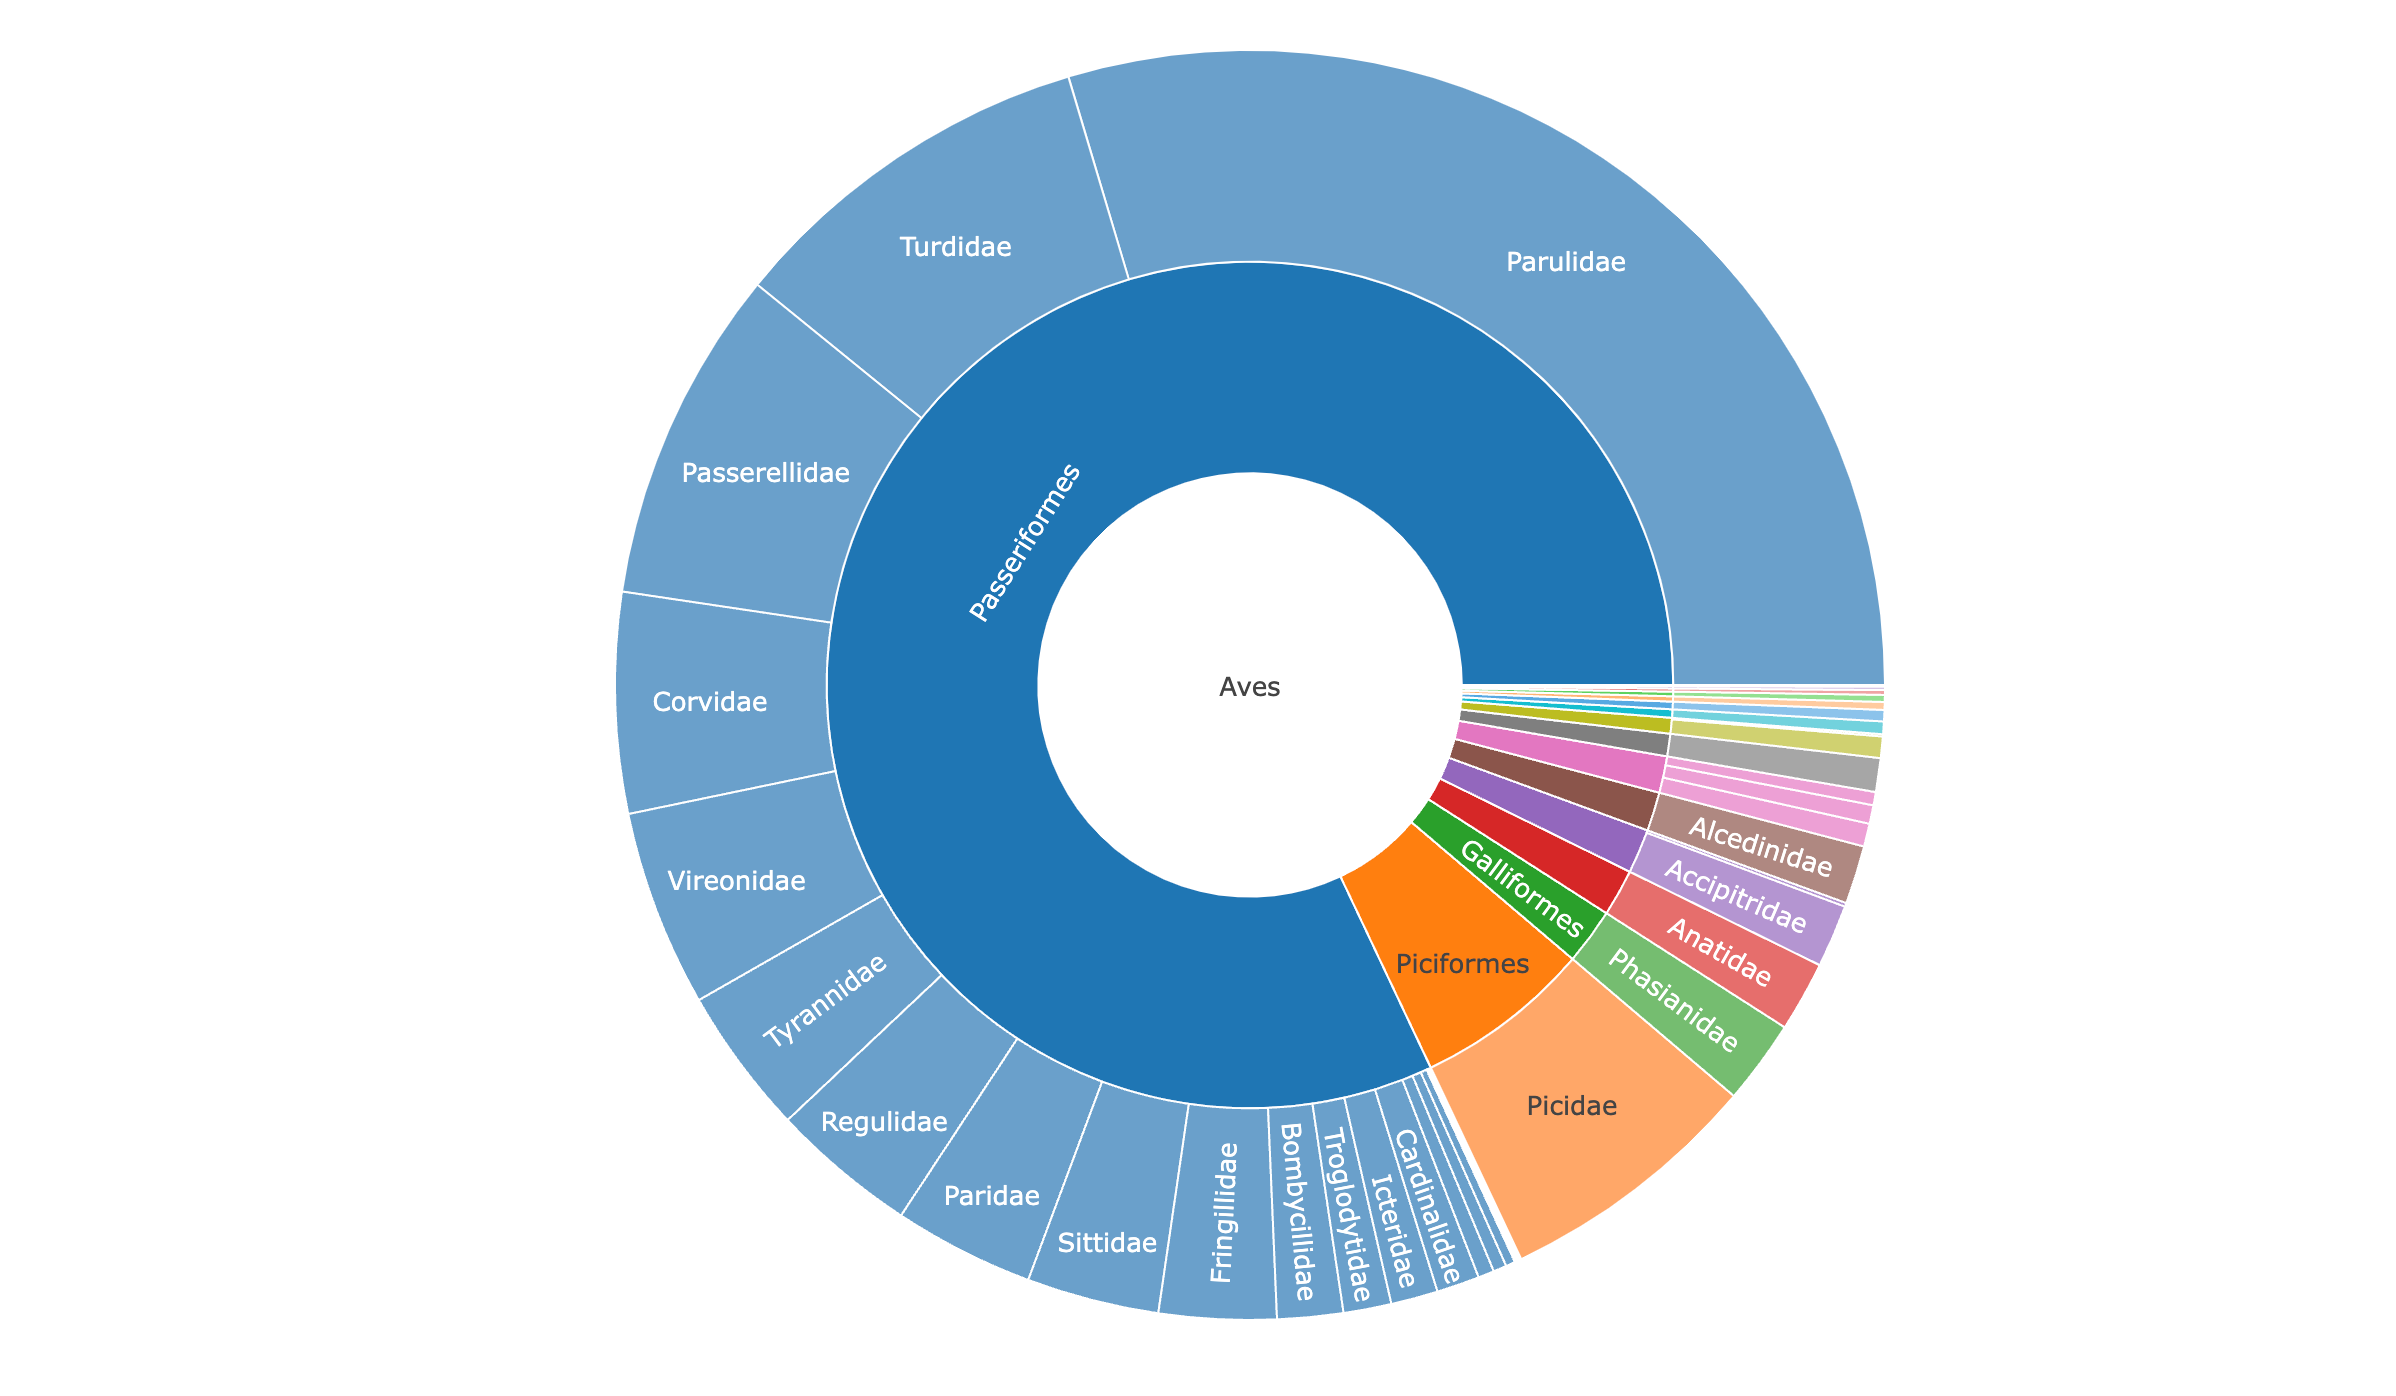 Turdidae
Parulidae
Passerellidae
Passeriformes
Aves
Corvidae
Vireonidae
Tyrannidae
Regulidae
Paridae
Sittidae
Fringillidae
Bombycillidae
Troglodytidae
Icteridae
Cardinalidae
Piciformes
Picidae
Galliformes
Phasianidae
Anatidae
Accipitridae
Alcedinidae